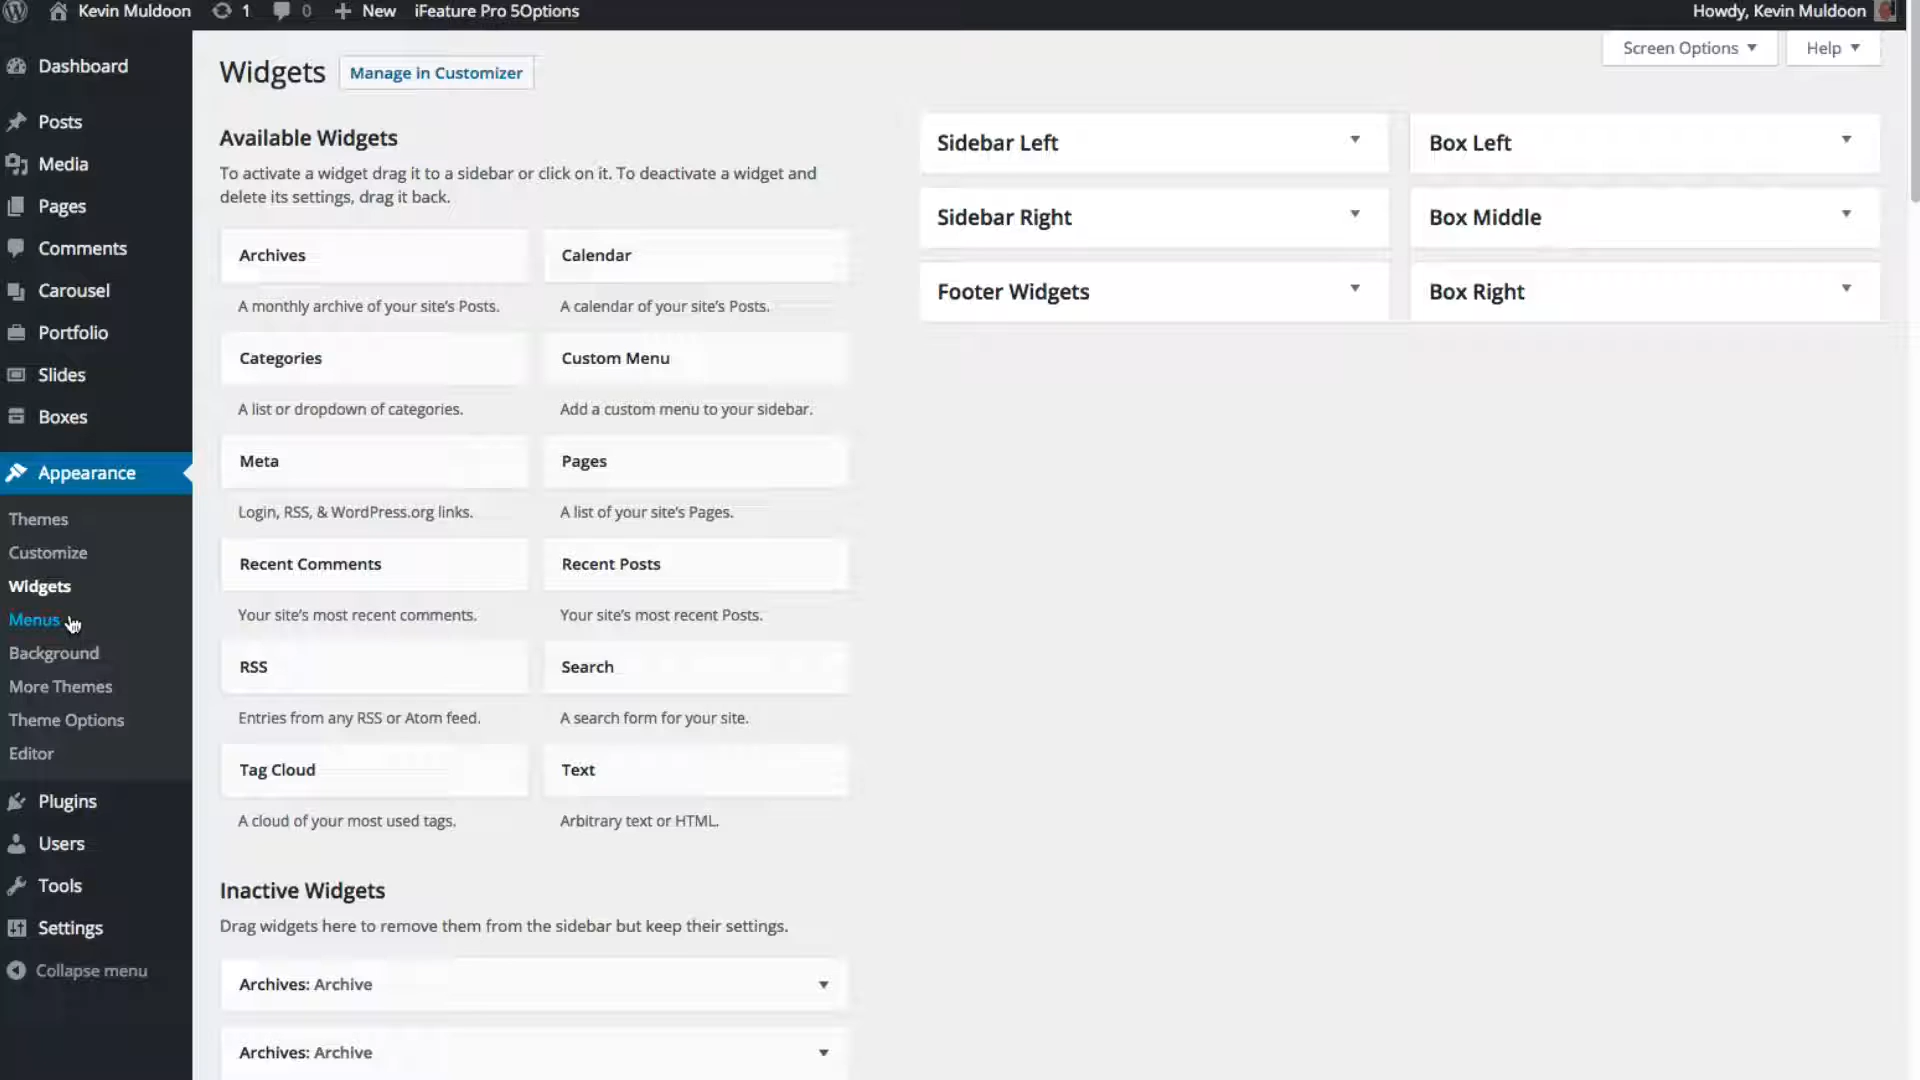 Kevin Muldoon
1
0
New
iFeature Pro 5Options
Howdy, Kevin Muldoon
Dashboard
Posts
Media
Pages
Comments
Carousel
Portfolio
Slides
Boxes
Appearance
Themes
Customize
Widgets
Menus
Background
More Themes
Theme Options
Editor
Plugins
Users
Tools
Settings
Collapse menu
Screen Options
Help
Widgets
Manage in Customizer
Available Widgets
To activate a widget drag it to a sidebar or click on it. To deactivate a widget and
delete its settings, drag it back.
Archives
A monthly archive of your site's Posts.
Calendar
A calendar of your site's Posts.
Categories
A list or dropdown of categories.
Custom Menu
Add a custom menu to your sidebar.
Meta
Login, RSS, & WordPress.org links.
Pages
A list of your site's Pages.
Recent Comments
Your site's most recent comments.
Recent Posts
Your site's most recent Posts.
RSS
Entries from any RSS or Atom feed.
Search
A search form for your site.
Tag Cloud
A cloud of your most used tags.
Text
Arbitrary text or HTML.
Inactive Widgets
Drag widgets here to remove them from the sidebar but keep their settings.
Archives: Archive
Archives: Archive
Sidebar Left
Sidebar Right
Footer Widgets
Box Left
Box Middle
Box Right